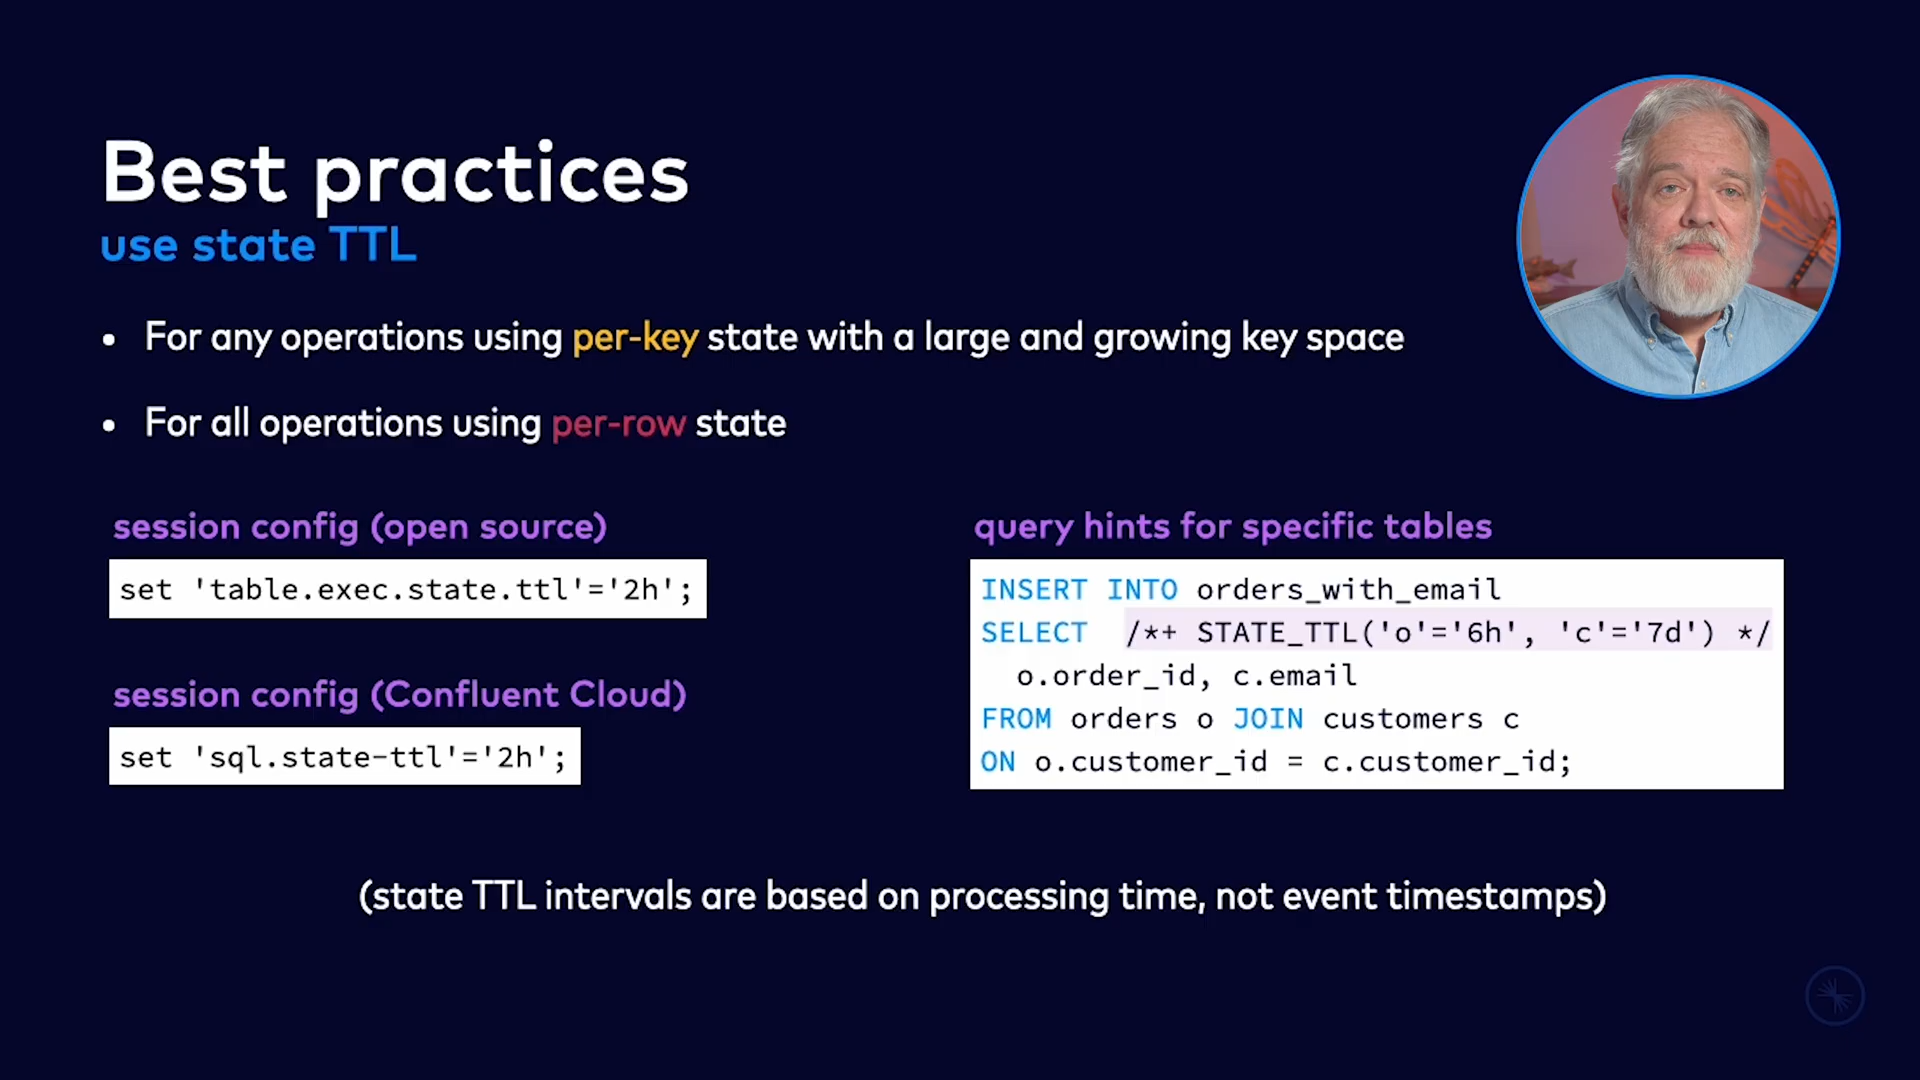 Best practices
use state TTL
• For any operations using per-key state with a large and growing key space
• For all operations using per-row state
session config (open source)
set 'table.exec.state.ttl'='2h';
session config (Confluent Cloud)
set 'sql.state-ttl'='2h';
query hints for specific tables
INSERT INTO orders_with_email
SELECT /*+ STATE_TTL('o'='6h', 'c'='7d') */
o.order_id, c.email
FROM orders o JOIN customers c
ON o.customer_id = c.customer_id;
(state TTL intervals are based on processing time, not event timestamps)